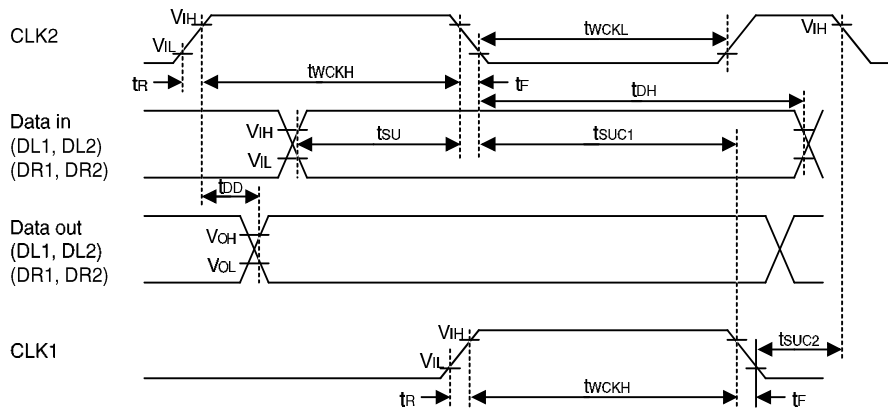 CLK2
VIH
VIL
tWCKL
VIH
tR
tWCKH
tF
tDH
Data in
(DL1, DL2)
(DR1, DR2)
VIH
VIL
tSU
tSUC1
tDD
Data out
(DL1, DL2)
(DR1, DR2)
VOH
VOL
CLK1
VIH
VIL
tSUC2
tR
tWCKH
tF